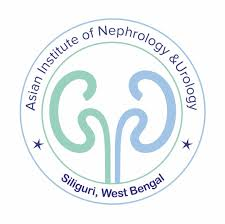 Asian Institute of Nephrology &Urology
Siliguri, West Bengal